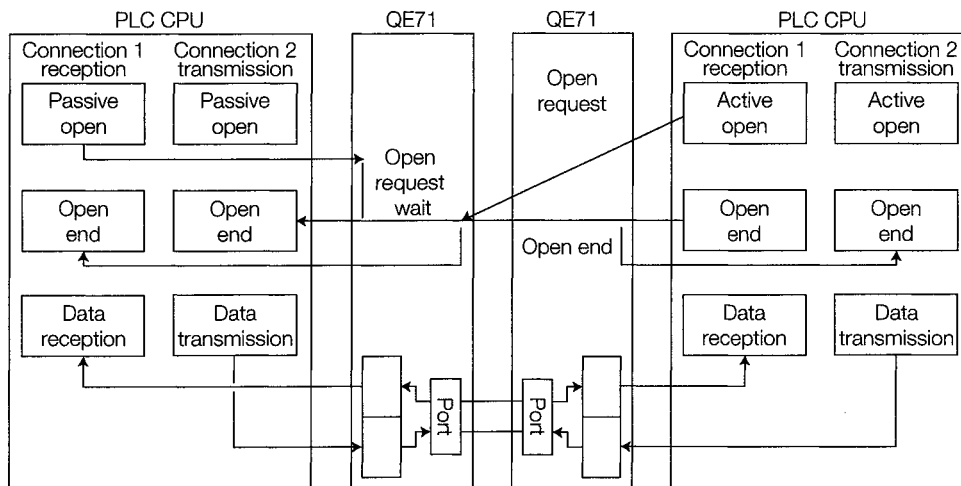 PLC CPU
QE71
QE71
PLC CPU
Connection 1
reception
Connection 2
transmission
Passive
open
Passive
open
Open
request
wait
Open
end
Open
end
Data
reception
Data
transmission
Port
Open
request
Open end
Port
Connection 1
reception
Connection 2
transmission
Active
open
Active
open
Open
end
Open
end
Data
reception
Data
transmission